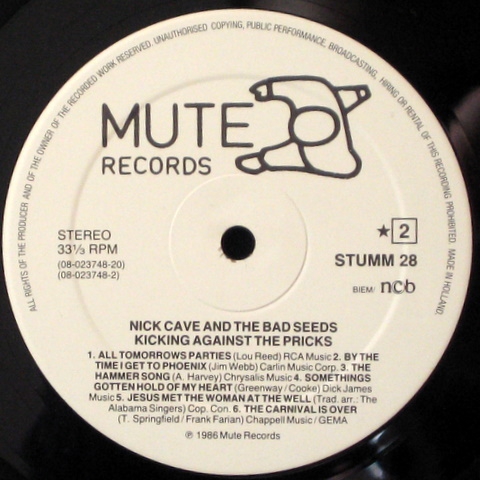 ALL RIGHTS OF THE PRODUCER AND OF THE OWNER OF THE RECORDED WORK RESERVED. UNAUTHORISED COPYING, PUBLIC PERFORMANCE, BROADCASTING, HIRING OR RENTAL OF THIS RECORDING PROHIBITED. MADE IN HOLLAND.
MUTE
RECORDS
STEREO
33⅓ RPM
(08-023748-20)
(08-023748-2)
★ 2
STUMM 28
BIEM/ ncb
NICK CAVE AND THE BAD SEEDS
KICKING AGAINST THE PRICKS
1. ALL TOMORROWS PARTIES (Lou Reed) RCA Music 2. BY THE
TIME I GET TO PHOENIX (Jim Webb) Carlin Music Corp. 3. THE
HAMMER SONG (A. Harvey) Chrysalis Music 4. SOMETHINGS
GOTTEN HOLD OF MY HEART (Greenway / Cooke) Dick James
Music 5. JESUS MET THE WOMAN AT THE WELL (Trad. arr.: The
Alabama Singers) Cop. Con. 6. THE CARNIVAL IS OVER
(T. Springfield / Frank Farian) Chappell Music / GEMA
℗ 1986 Mute Records